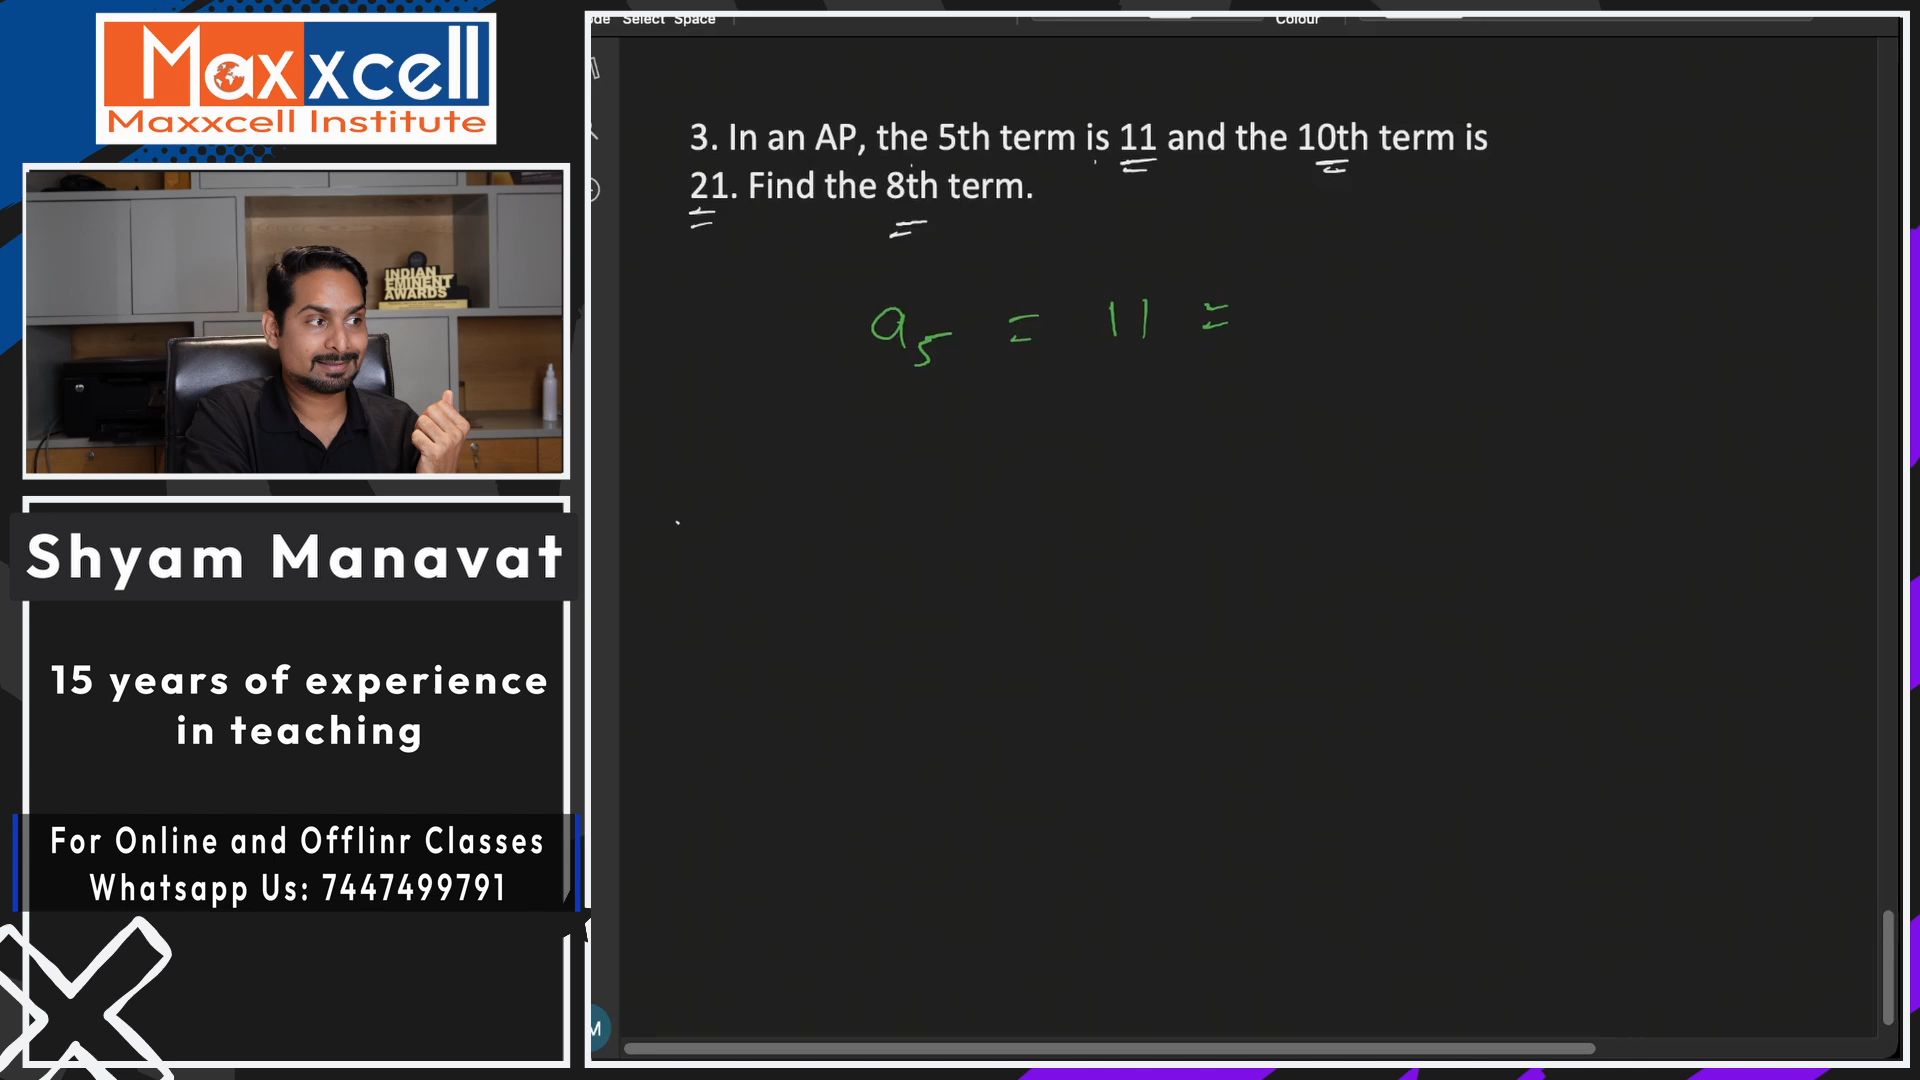 Maxxcell
Maxxcell Institute
INDIAN
EMINENT
AWARDS
Shyam Manavat
15 years of experience
in teaching
For Online and Offlinr Classes
Whatsapp Us: 7447499791
ode Select Space Colour
3. In an AP, the 5th term is 11 and the 10th term is
21. Find the 8th term.
a₅ = 11 =
M